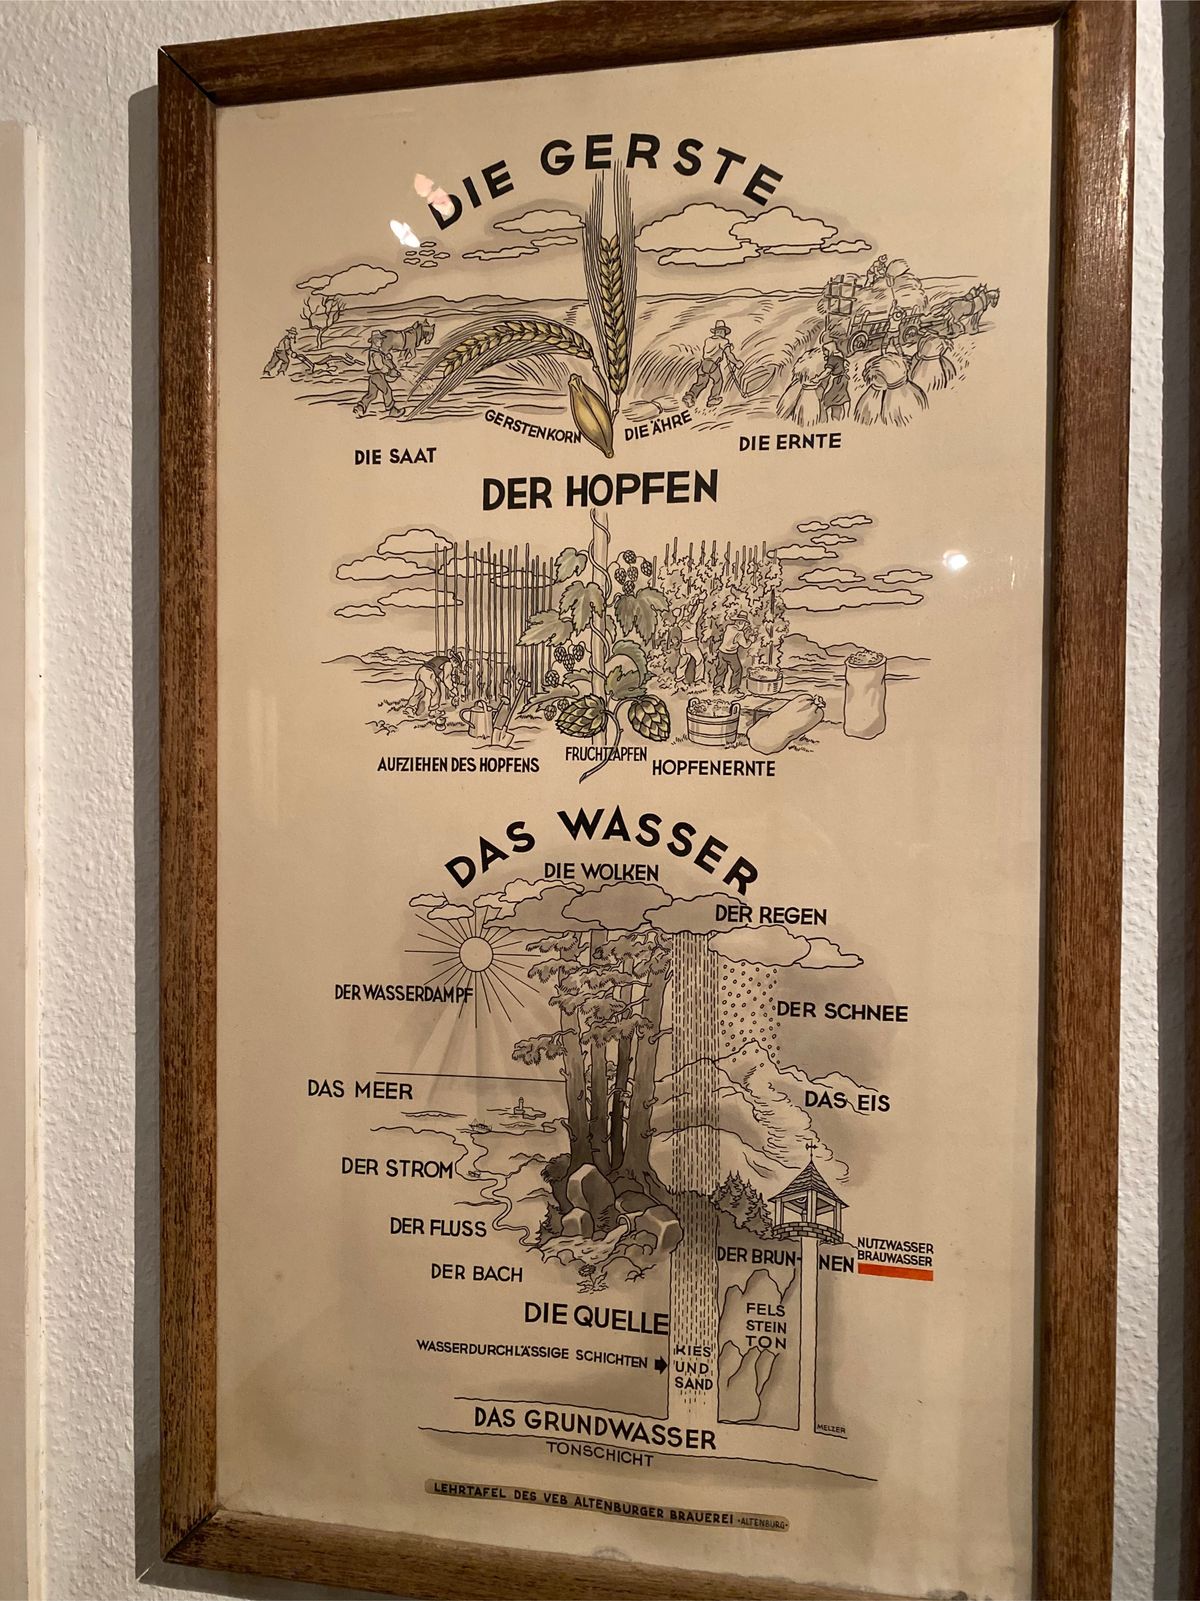 DIE GERSTE
GERSTENKORN
DIE ÄHRE
DIE SAAT
DIE ERNTE
DER HOPFEN
AUFZIEHEN DES HOPFENS
FRUCHTZAPFEN
HOPFENERNTE
DAS WASSER
DIE WOLKEN
DER REGEN
DER WASSERDAMPF
DER SCHNEE
DAS MEER
DAS EIS
DER STROM
DER FLUSS
DER BRUN-NEN
NUTZWASSER
BRAUWASSER
DER BACH
DIE QUELLE
FELS
STEIN
TON
WASSERDURCHLÄSSIGE SCHICHTEN
KIES
UND
SAND
DAS GRUNDWASSER
MELZER
TONSCHICHT
LEHRTAFEL DES VEB ALTENBURGER BRAUEREI -ALTENBURG-